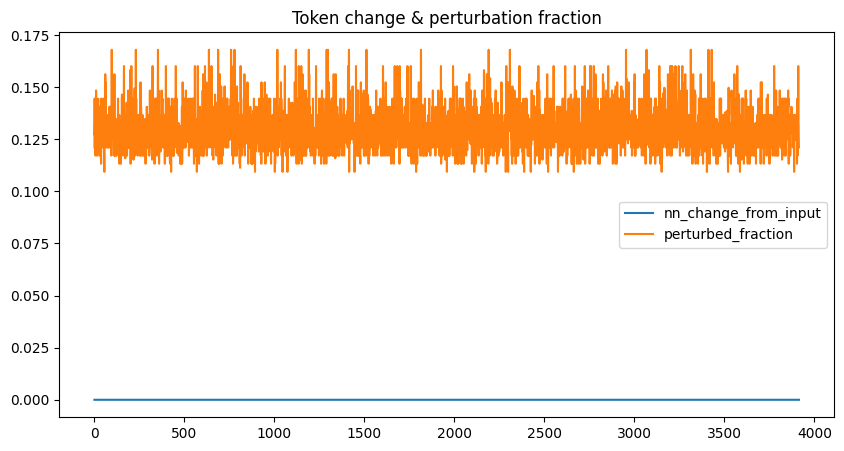 Token change & perturbation fraction
0.175
0.150
0.125
0.100
0.075
0.050
0.025
0.000
nn_change_from_input
perturbed_fraction
0 500 1000 1500 2000 2500 3000 3500 4000